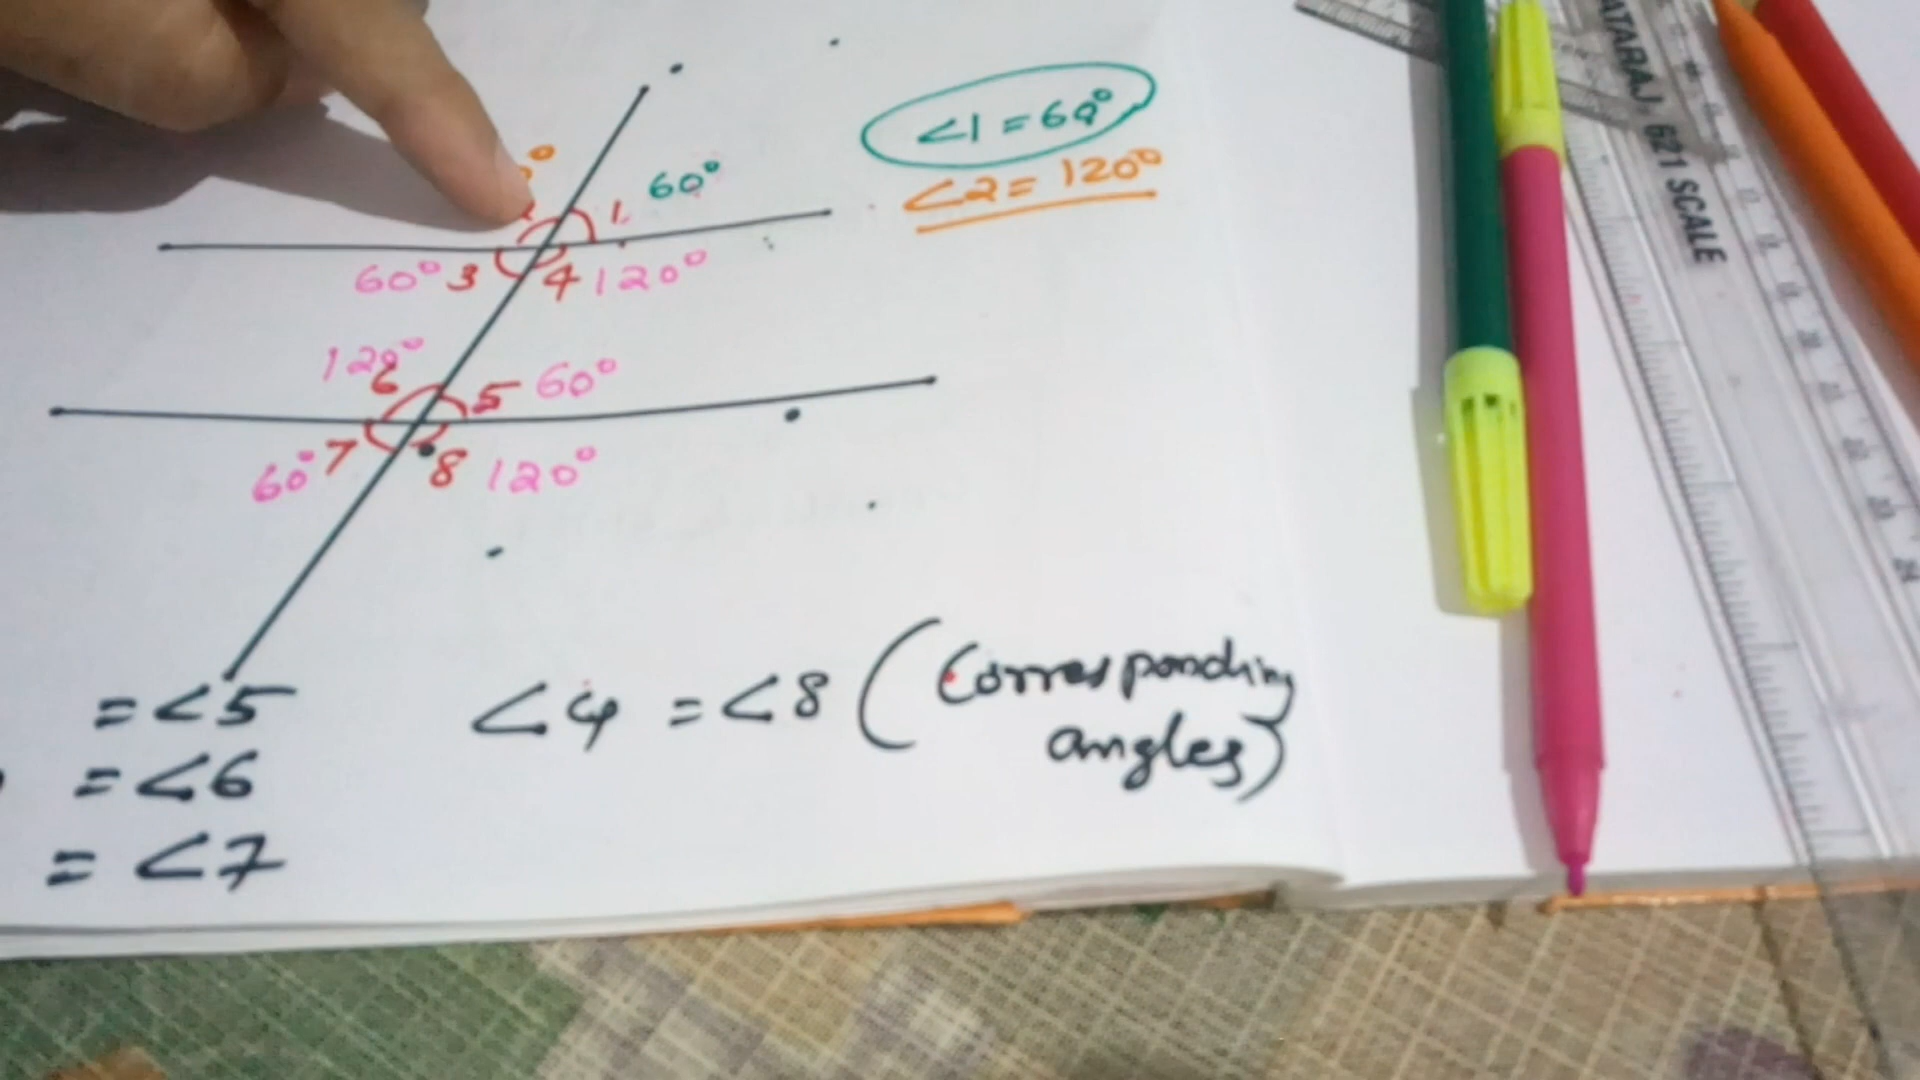 <1 = 60°
<2 = 120°
1 60°
60° 3 4 120°
120° 6 5 60°
60° 7 8 120°
= <5
= <6
= <7
<4 = <8 (Corresponding
angles)
621 SCALE